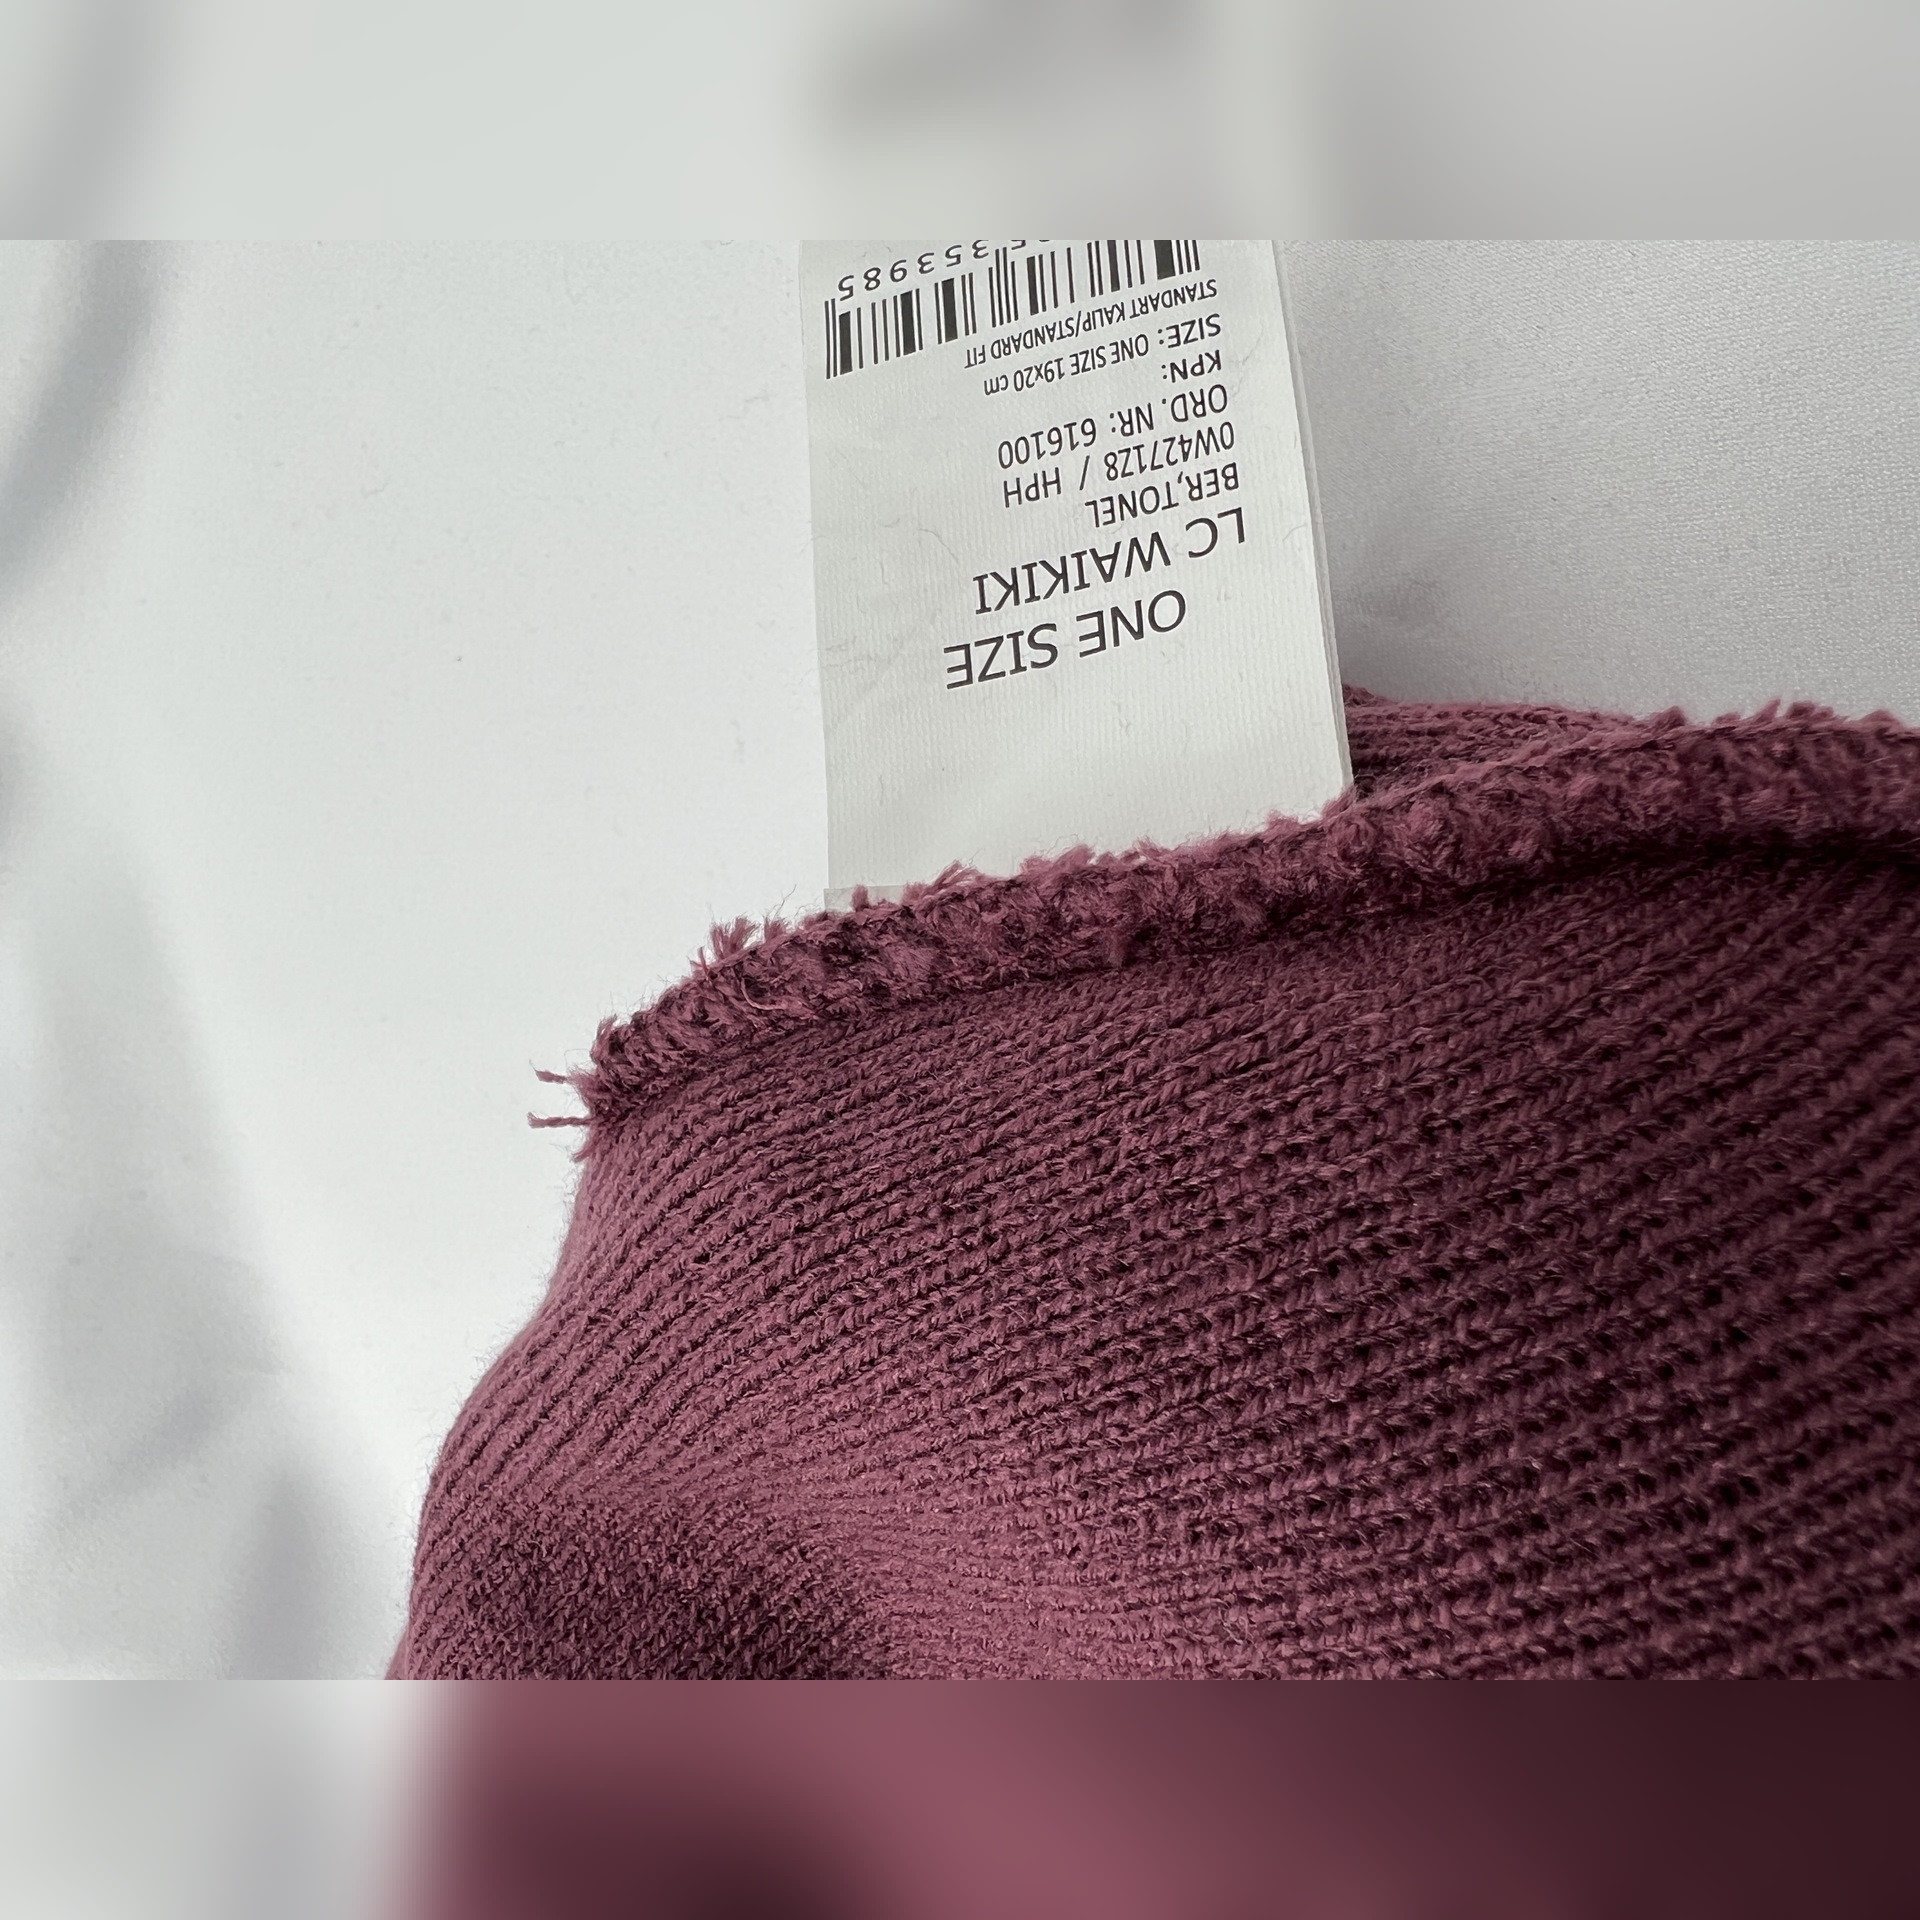 ONE SIZE
LC WAIKIKI
BER,TONEL
0W4271Z8 / HPH
ORD. NR: 616100
KPN:
SIZE: ONE SIZE 19x20 cm
STANDART KALIP/STANDARD FIT
353985